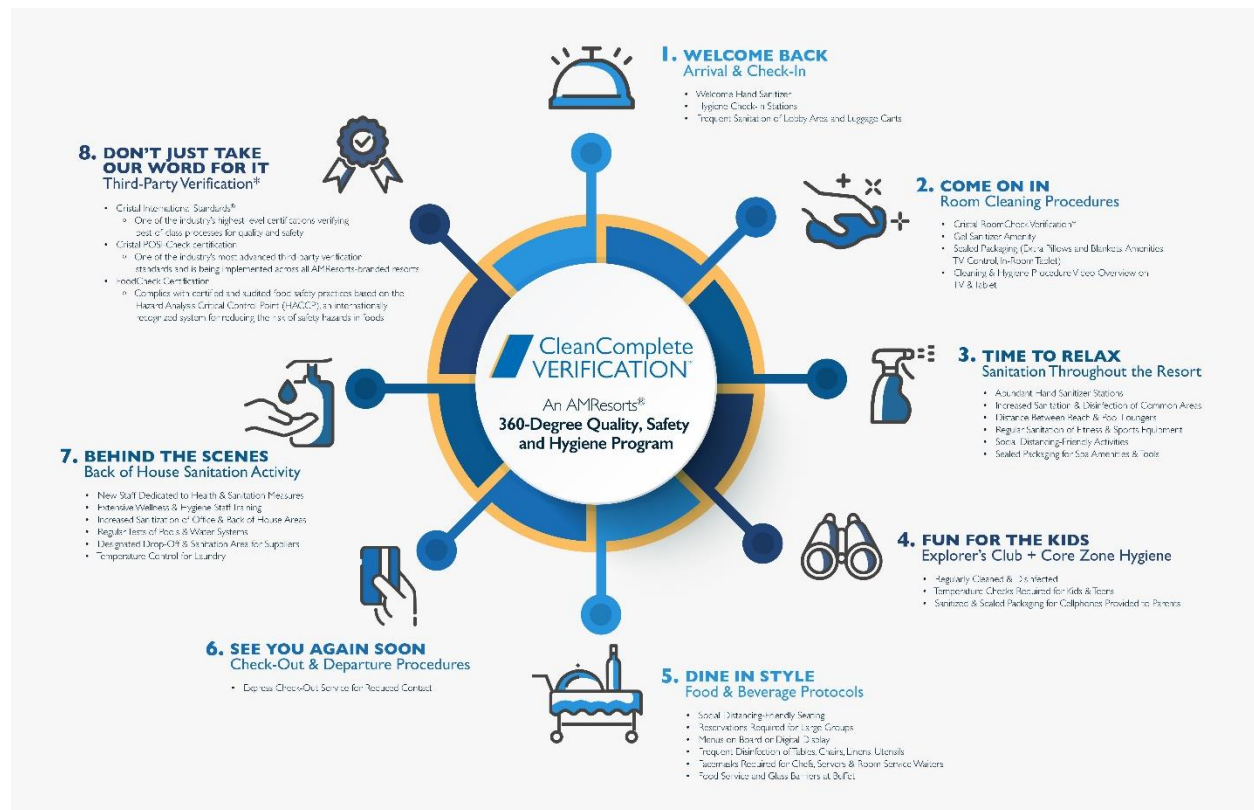 1. WELCOME BACK
Arrival & Check-In
• Welcome Hand Sanitizer
• Hygiene Check-in Stations
• Frequent Sanitation of Lobby Area and Luggage Carts
2. COME ON IN
Room Cleaning Procedures
• Cristal RoomCheck Verification*
• Gel Sanitizer Amenity
• Sealed Packaging (Extra Pillows and Blankets, Amenities
TV Control, In-Room Tablet)
• Cleaning & Hygiene Procedure Video Overview on
TV & Tablet
3. TIME TO RELAX
Sanitation Throughout the Resort
• Abundant Hand Sanitizer Stations
• Increased Sanitation & Disinfection of Common Areas
• Distance Between Beach & Pool Loungers
• Regular Sanitation of Fitness & Sports Equipment
• Social Distancing-Friendly Activities
• Sealed Packaging for Spa Amenities & Tools
4. FUN FOR THE KIDS
Explorer's Club + Core Zone Hygiene
• Regularly Cleaned & Disinfected
• Temperature Checks Required for Kids & Teens
• Sanitized & Sealed Packaging for Cellphones Provided to Parents
5. DINE IN STYLE
Food & Beverage Protocols
• Social Distancing-Friendly Seating
• Reservations Required for Large Groups
• Menus on Board or Digital Display
• Frequent Disinfection of Tables, Chairs, Linens, Utensils
• Facemasks Required for Chefs, Servers & Room Service Waiters
• Food Service and Glass Barriers at Buffet
6. SEE YOU AGAIN SOON
Check-Out & Departure Procedures
• Express Check-Out Service for Reduced Contact
7. BEHIND THE SCENES
Back of House Sanitation Activity
• New Staff Dedicated to Health & Sanitation Measures
• Extensive Wellness & Hygiene Staff Training
• Increased Sanitization of Office & Back of House Areas
• Regular Tests of Pools & Water Systems
• Designated Drop-Off & Sanitation Area for Suppliers
• Temperature Control for Laundry
8. DON'T JUST TAKE
OUR WORD FOR IT
Third-Party Verification*
• Cristal International Standards®
○ One of the industry's highest level certifications verifying
best-of-class processes for quality and safety
• Cristal POSI-Check certification
○ One of the industry's most advanced third-party verification
standards and is being implemented across all AMResorts-branded resorts
• FoodCheck Certification
○ Complies with certified and audited food safety practices based on the
Hazard Analysis Critical Control Point (HACCP), an internationally
recognized system for reducing the risk of safety hazards in foods
CleanComplete
VERIFICATION™
An AMResorts®
360-Degree Quality, Safety
and Hygiene Program